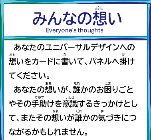 みんなの想い
Everyone's thoughts
あなたのユニバーサルデザインへの
想いをカードに書いて、パネルへ掛け
てください。
あなたの想いが、誰かのお困りごと
やその手助けを意識するきっかけとして
て、またその想いが誰かの気づきにつ
ながるかもしれません。